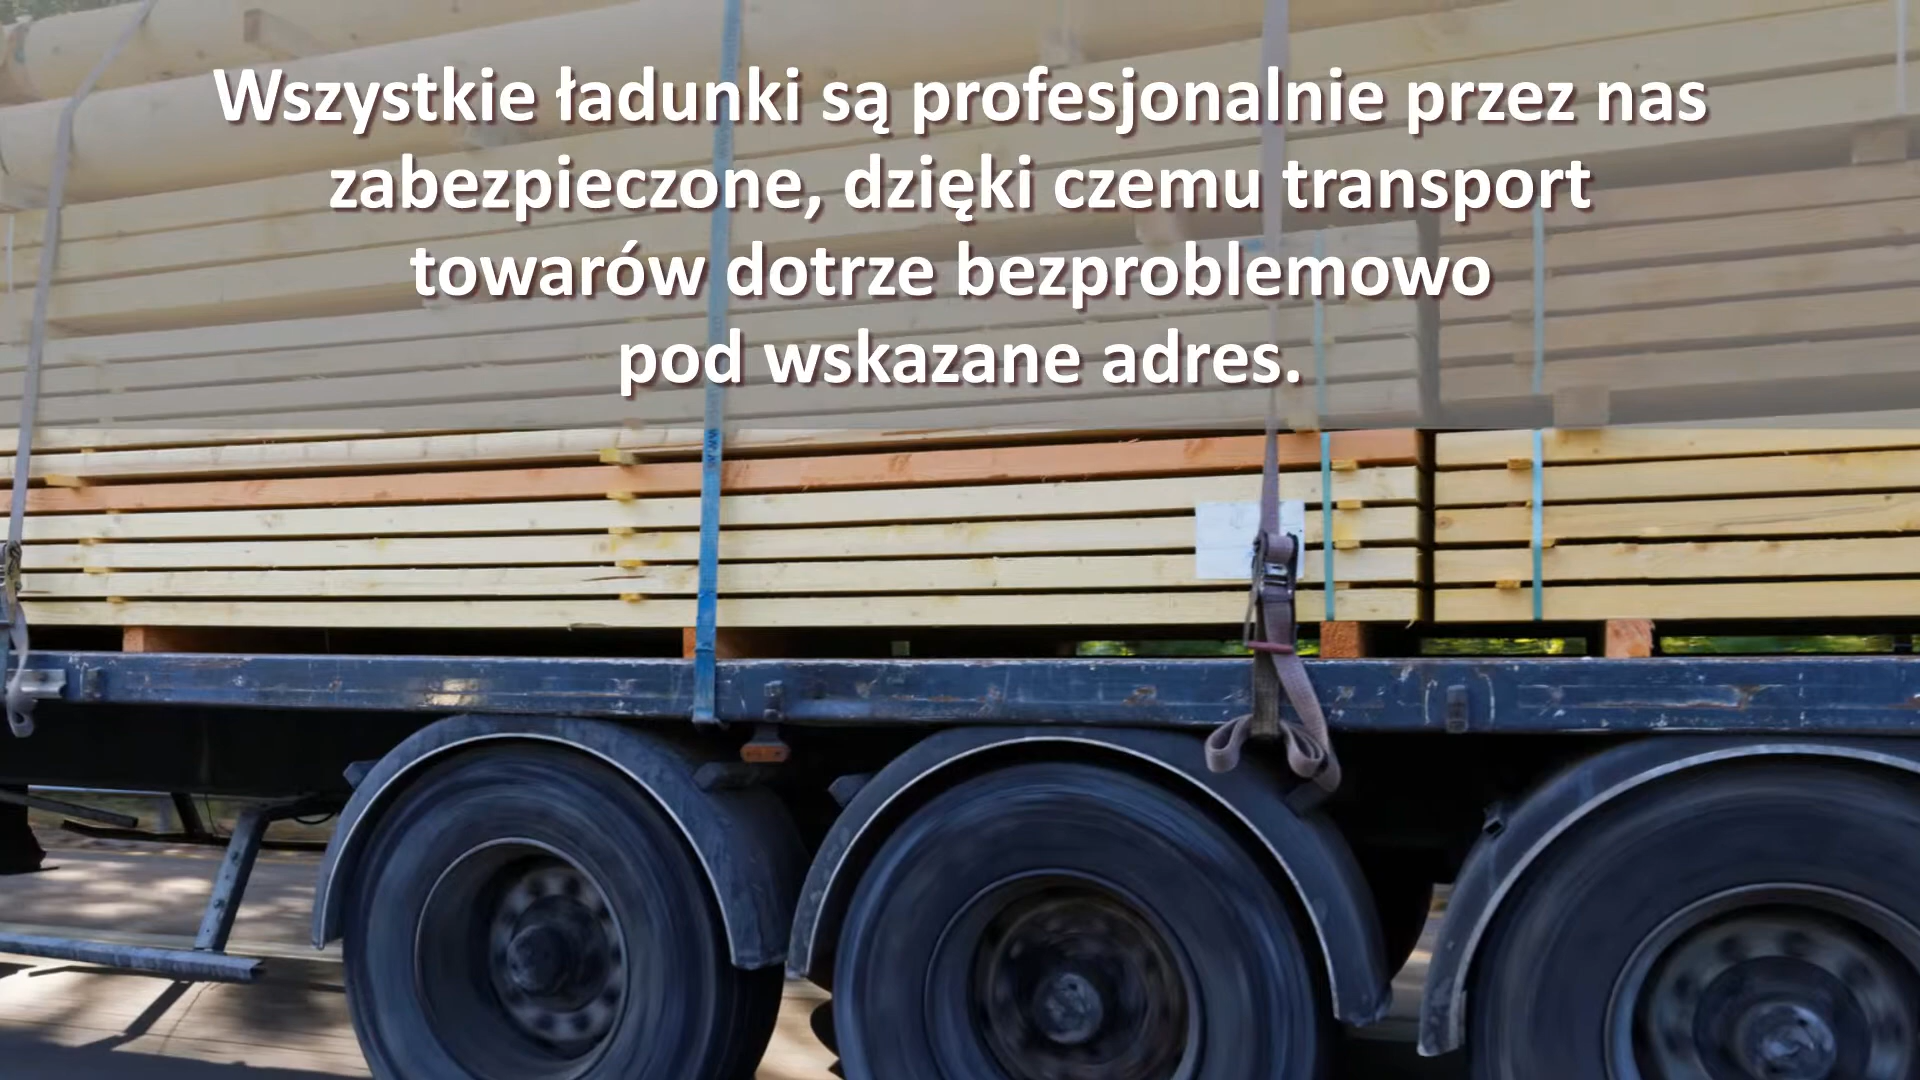 Wszystkie ładunki są profesjonalnie przez nas
zabezpieczone, dzięki czemu transport
towarów dotrze bezproblemowo
pod wskazane adres.